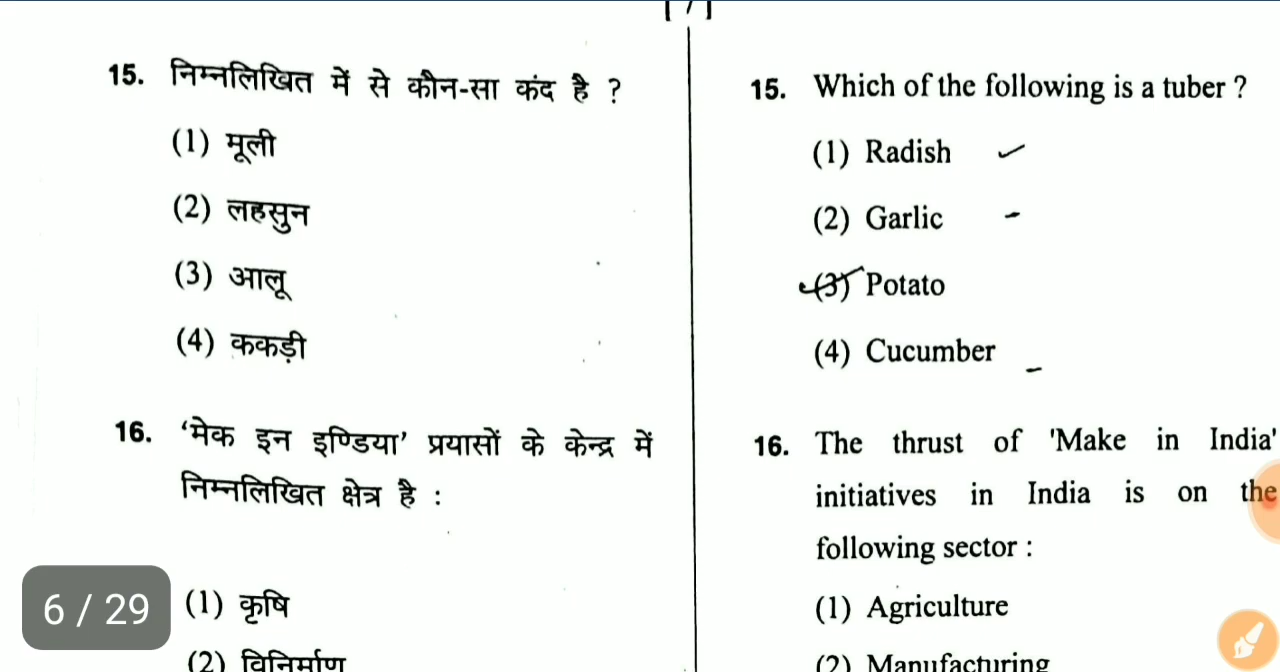 [ 7 ]
15. निम्नलिखित में से कौन-सा कंद है ?
(1) मूली
(2) लहसुन
(3) आलू
(4) ककड़ी
16. 'मेक इन इण्डिया' प्रयासों के केन्द्र में
निम्नलिखित क्षेत्र है :
(1) कृषि
(2) विनिर्माण
15. Which of the following is a tuber ?
(1) Radish
(2) Garlic
(3) Potato
(4) Cucumber
16. The thrust of 'Make in India'
initiatives in India is on the
following sector :
(1) Agriculture
(2) Manufacturing
6 / 29